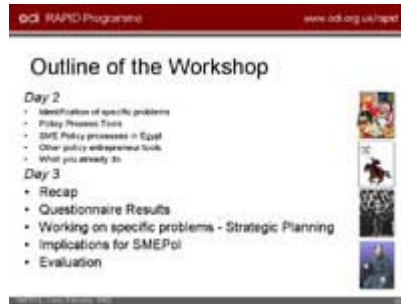 odi RAPID Programme
www.odi.org.uk/rapid
Outline of the Workshop
Day 2
• Identification of specific problems
• Policy Process Tools
• SME Policy processes in Egypt
• Other policy entrepreneur tools
• What you already do
Day 3
• Recap
• Questionnaire Results
• Working on specific problems - Strategic Planning
• Implications for SMEPol
• Evaluation